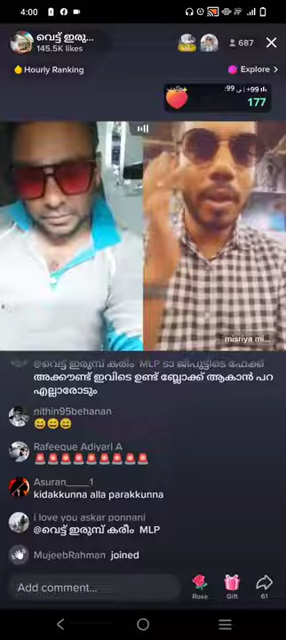 4:00
വെട്ട് ഇരു...
145.5K likes
687
Hourly Ranking
Explore >
177
misriya mi...
@വെട്ട് ഇരുമ്പ് കരീം MLP ടാ ജീപുട്ടിടെ ഫേക്ക്
അക്കൗണ്ട് ഇവിടെ ഉണ്ട് ബ്ലോക്ക് ആകാൻ പറ
എല്ലാരോടും
nithin95behanan
😄😄😄
Rafeeque Adiyarl A
🚨🚨🚨🚨🚨🚨🚨🚨🚨
Asuran____1
kidakkunna alla parakkunna
i love you askar ponnani
@വെട്ട് ഇരുമ്പ് കരീം MLP
MujeebRahman joined
Add comment...
Rose
Gift
61